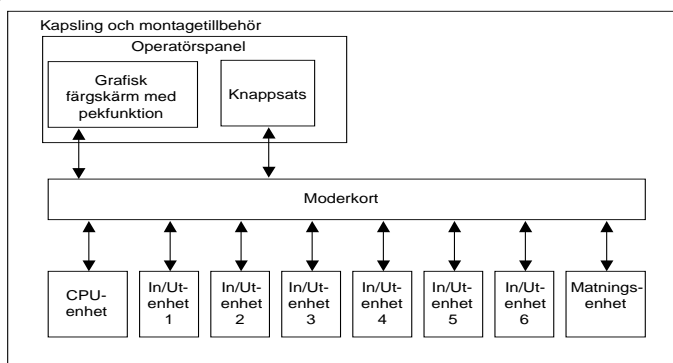 Kapsling och montagetillbehör
Operatörspanel
Grafisk
färgskärm med
pekfunktion
Knappsats
Moderkort
CPU-
enhet
In/Ut-
enhet
1
In/Ut-
enhet
2
In/Ut-
enhet
3
In/Ut-
enhet
4
In/Ut-
enhet
5
In/Ut-
enhet
6
Matnings-
enhet